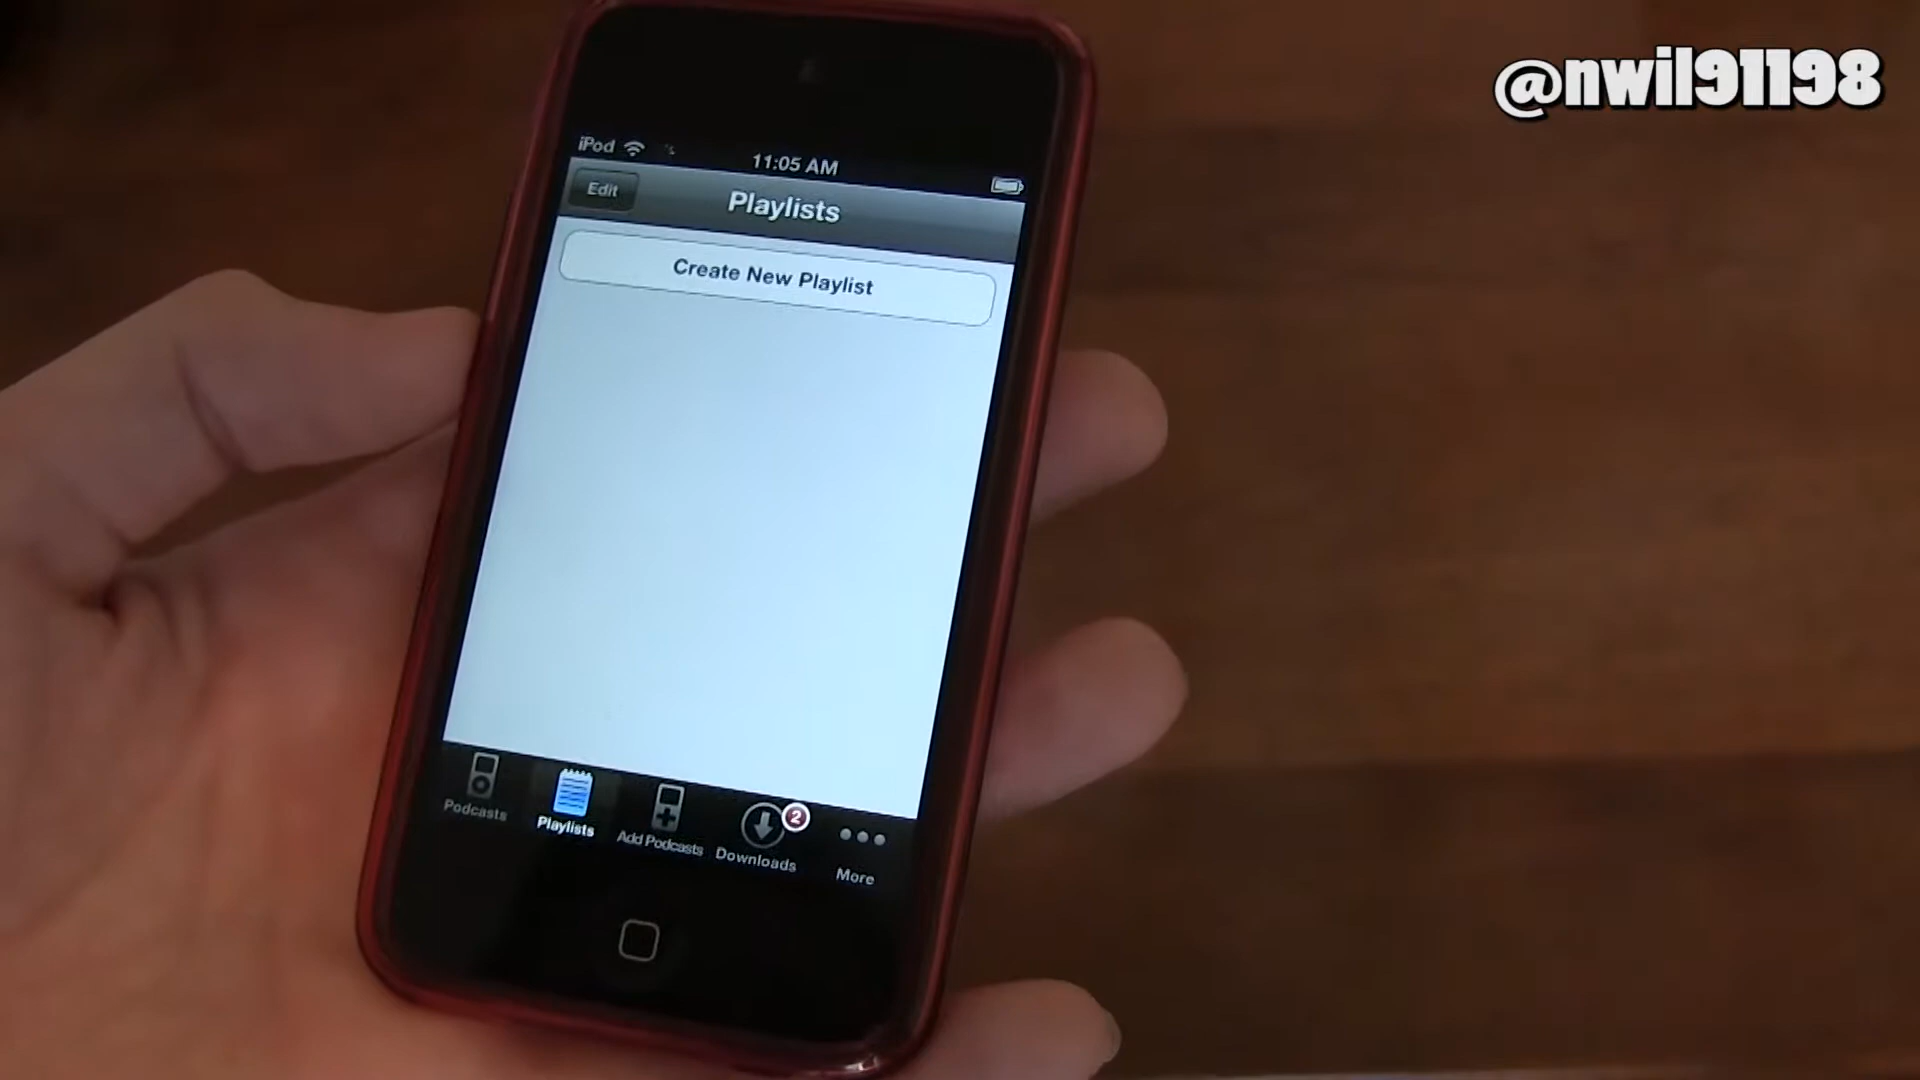 @nwil91198
iPod
11:05 AM
Edit
Playlists
Create New Playlist
Podcasts
Playlists
Add Podcasts
Downloads
2
More